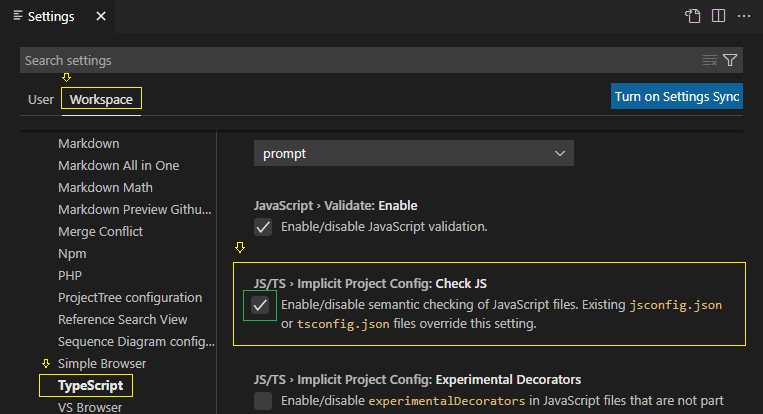 Settings
Search settings
User
Workspace
Turn on Settings Sync
Markdown
Markdown All in One
Markdown Math
Markdown Preview Githu...
Merge Conflict
Npm
PHP
ProjectTree configuration
Reference Search View
Sequence Diagram config...
Simple Browser
TypeScript
VS Browser
prompt
JavaScript › Validate: Enable
Enable/disable JavaScript validation.
JS/TS › Implicit Project Config: Check JS
Enable/disable semantic checking of JavaScript files. Existing jsconfig.json
or tsconfig.json files override this setting.
JS/TS › Implicit Project Config: Experimental Decorators
Enable/disable experimentalDecorators in JavaScript files that are not part